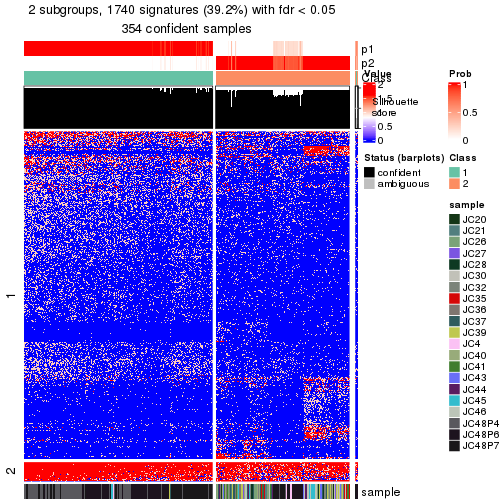 2 subgroups, 1740 signatures (39.2%) with fdr < 0.05
354 confident samples
p1
p2
Class
1
2
sample
Value
2
1.5
1
0.5
0
Silhouette
score
Prob
1
0.5
0
Status (barplots)
confident
ambiguous
Class
1
2
sample
JC20
JC21
JC26
JC27
JC28
JC30
JC32
JC35
JC36
JC37
JC39
JC4
JC40
JC41
JC43
JC44
JC45
JC46
JC48P4
JC48P6
JC48P7